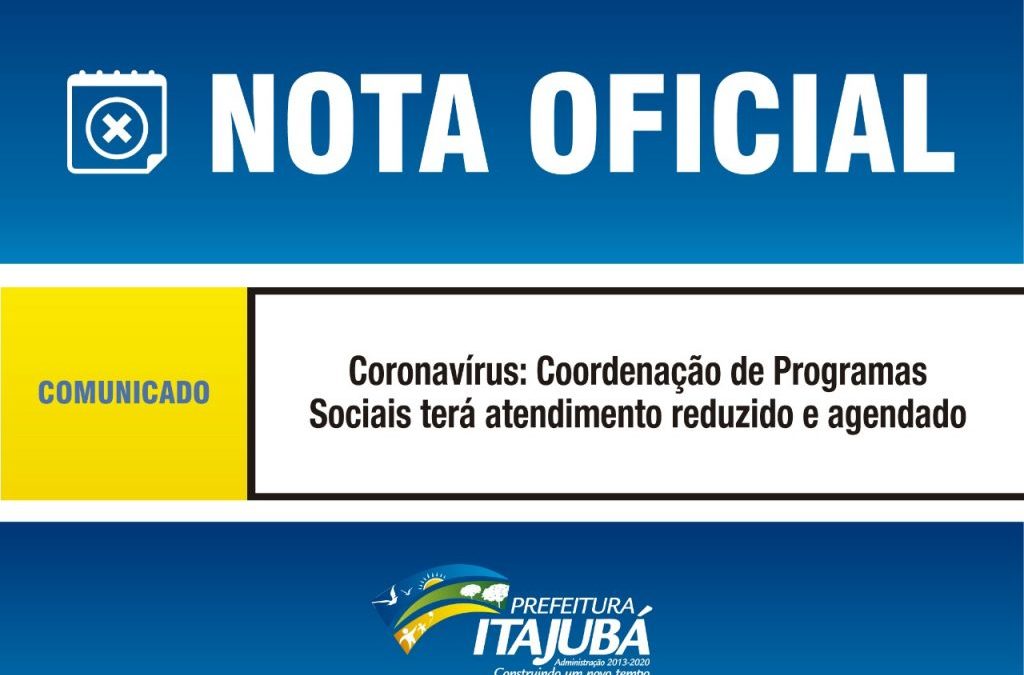 NOTA OFICIAL
COMUNICADO
Coronavírus: Coordenação de Programas
Sociais terá atendimento reduzido e agendado
PREFEITURA
ITAJUBÁ
Administração 2013-2020
Construindo um novo tempo